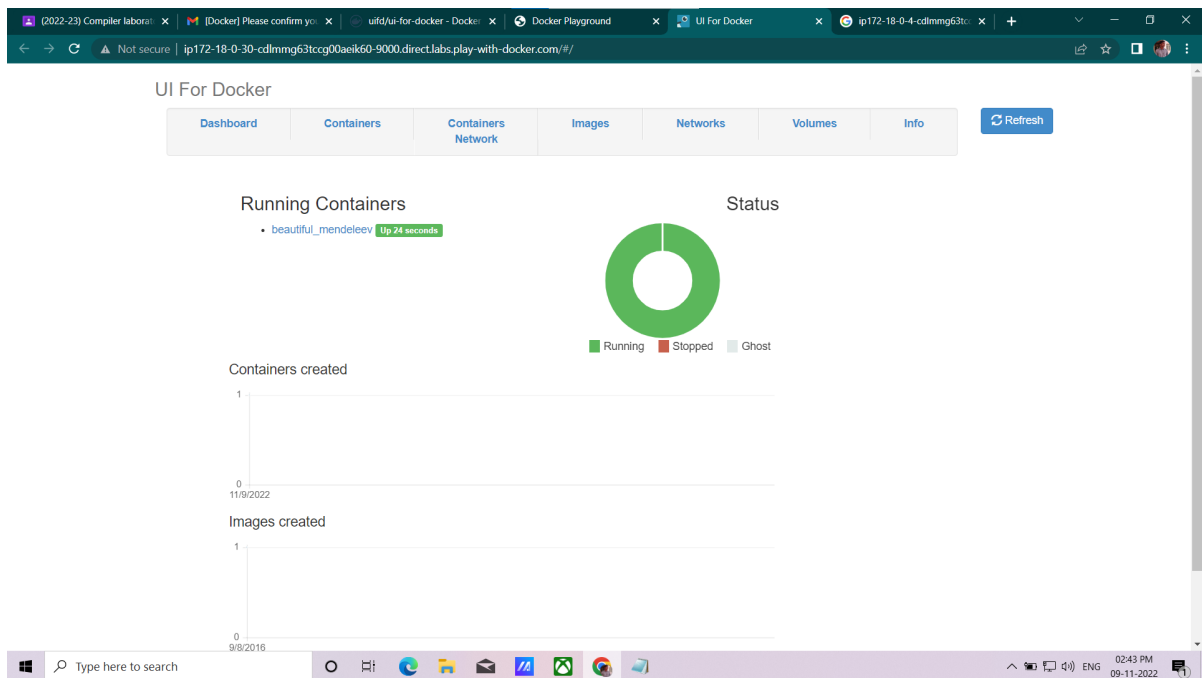 (2022-23) Compiler laborat
[Docker] Please confirm you
uifd/ui-for-docker - Docker
Docker Playground
UI For Docker
ip172-18-0-4-cdlmmg63tcc
Not secure
ip172-18-0-30-cdlmmg63tccg00aeik60-9000.direct.labs.play-with-docker.com/#/
UI For Docker
Dashboard
Containers
Containers
Network
Images
Networks
Volumes
Info
Refresh
Running Containers
beautiful_mendeleev Up 24 seconds
Status
Running Stopped Ghost
Containers created
1
0
11/9/2022
Images created
1
0
9/8/2016
Type here to search
ENG
02:43 PM
09-11-2022
1